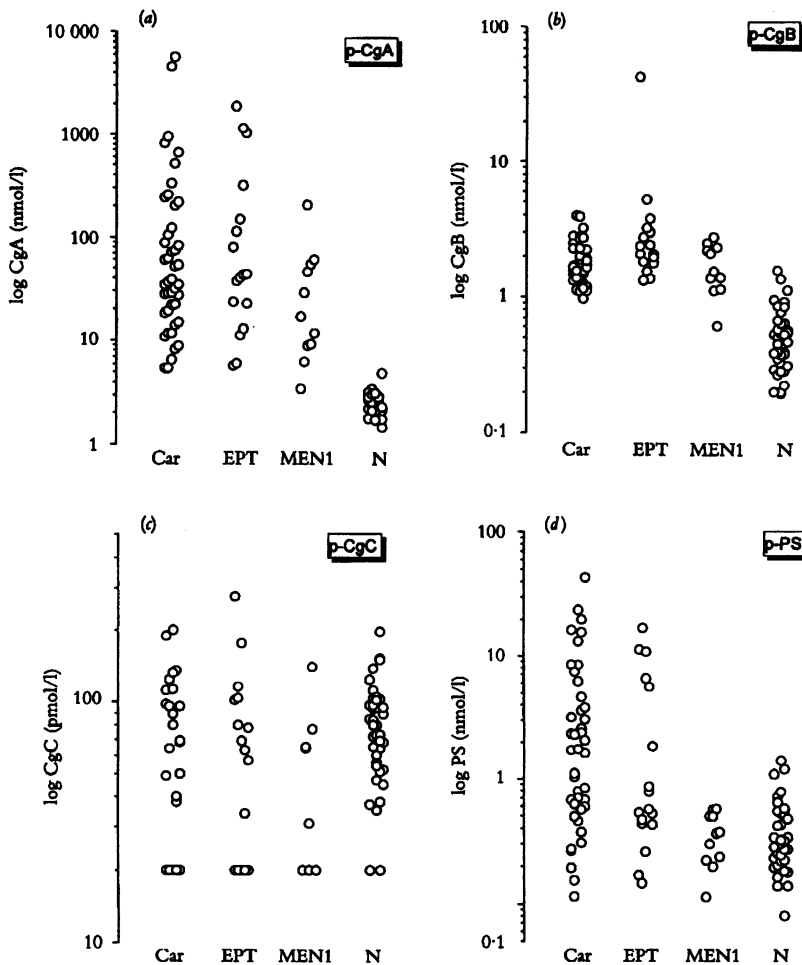 (a)
p-CgA
10 000
1000
100
10
1
log CgA (nmol/l)
Car EPT MEN1 N
(b)
p-CgB
100
10
1
0·1
log CgB (nmol/l)
Car EPT MEN1 N
(c)
p-CgC
100
10
log CgC (pmol/l)
Car EPT MEN1 N
(d)
p-PS
100
10
1
0·1
log PS (nmol/l)
Car EPT MEN1 N